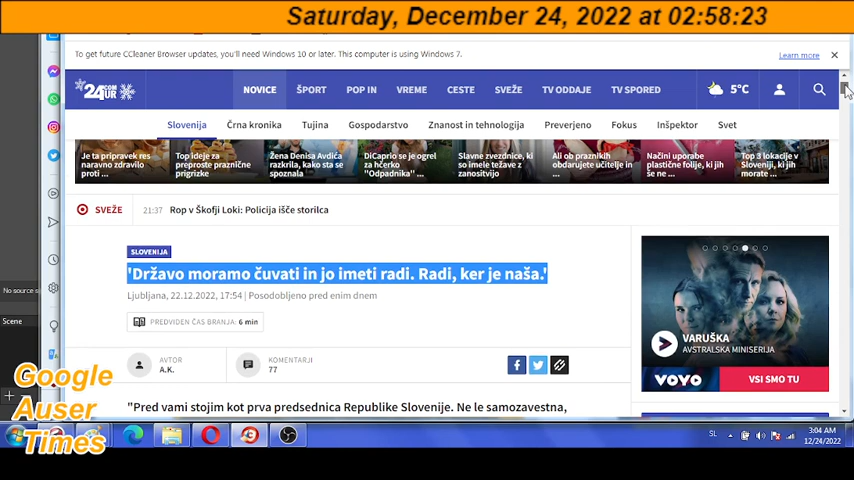 Saturday, December 24, 2022 at 02:58:23
To get future CCleaner Browser updates, you'll need Windows 10 or later. This computer is using Windows 7.
Learn more
24UR.COM
NOVICE ŠPORT POP IN VREME CESTE SVEŽE TV ODDAJE TV SPORED 5°C
Slovenija Črna kronika Tujina Gospodarstvo Znanost in tehnologija Preverjeno Fokus Inšpektor Svet
Je ta pripravek res naravno zdravilo proti ...
Top ideje za preproste praznične prigrizke
Žena Denisa Avdića razkrila, kako sta se spoznala
DiCaprio se je ogrel za hčerko "Odpadnika" ...
Slavne zvezdnice, ki so imele težave z zanositvijo
Ali ob praznikih obdarujete učitelje in ...
Načini uporabe plastične folije, ki jih še ne ...
Top 3 lokacije v Sloveniji, ki jih morate ...
SVEŽE 21:37 Rop v Škofji Loki: Policija išče storilca
SLOVENIJA
'Državo moramo čuvati in jo imeti radi. Radi, ker je naša.'
Ljubljana, 22.12.2022, 17:54 | Posodobljeno pred enim dnem
PREDVIDEN ČAS BRANJA: 6 min
AVTOR
A.K.
KOMENTARJI
77
"Pred vami stojim kot prva predsednica Republike Slovenije. Ne le samozavestna,
VARUŠKA
AVSTRALSKA MINISERIJA
VOYO VSI SMO TU
No source s
Scene
Google
Auser
Times
SL
3:04 AM
12/24/2022